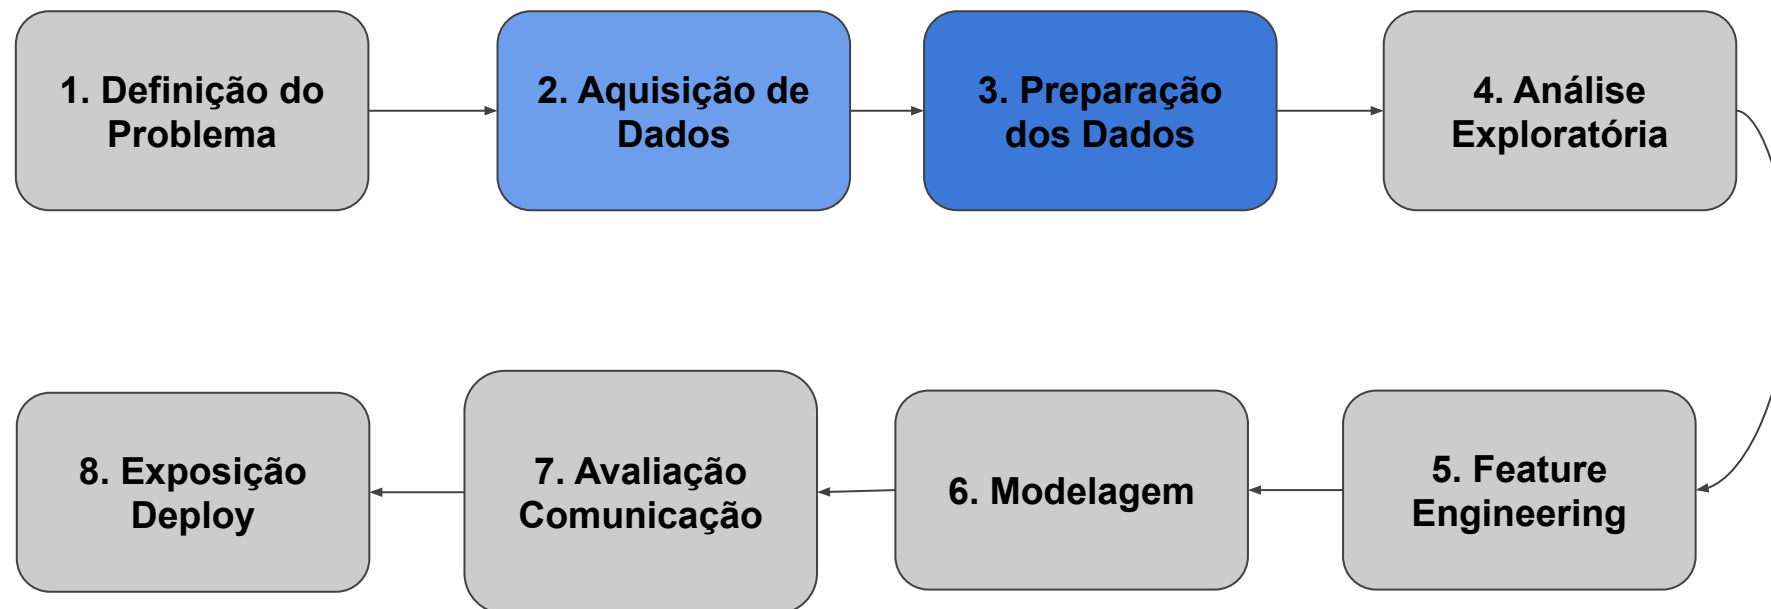 1. Definição do
Problema
2. Aquisição de
Dados
3. Preparação
dos Dados
4. Análise
Exploratória
5. Feature
Engineering
6. Modelagem
7. Avaliação
Comunicação
8. Exposição
Deploy